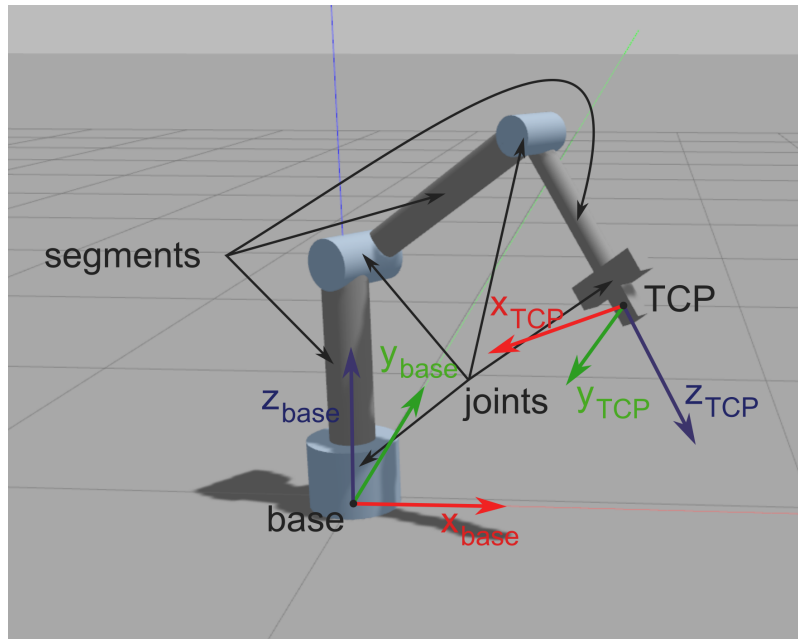 segments
TCP
x_TCP
y_base
z_base
joints
y_TCP
z_TCP
base
x_base